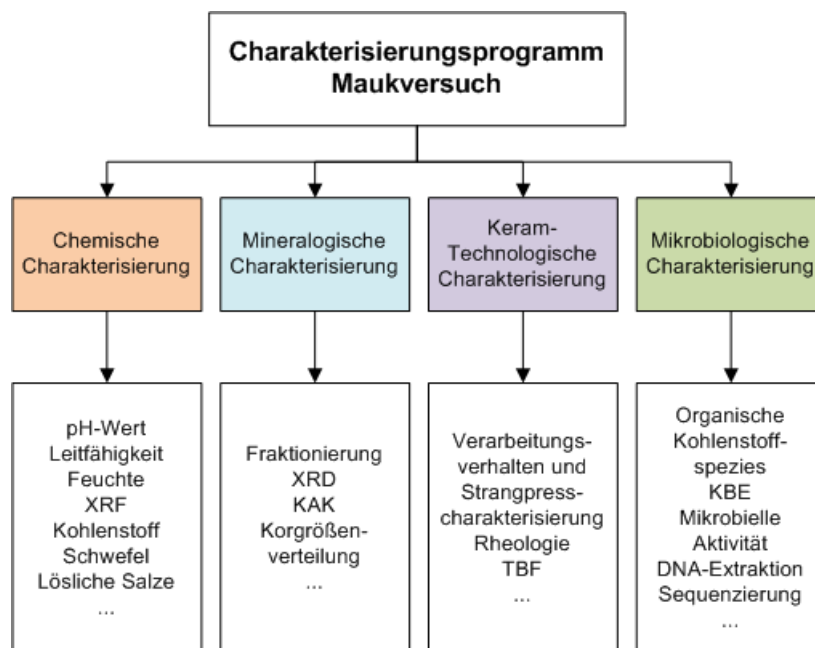 Charakterisierungsprogramm
Maukversuch
Chemische
Charakterisierung
Mineralogische
Charakterisierung
Keram-
Technologische
Charakterisierung
Mikrobiologische
Charakterisierung
pH-Wert
Leitfähigkeit
Feuchte
XRF
Kohlenstoff
Schwefel
Lösliche Salze
...
Fraktionierung
XRD
KAK
Korgrößen-
verteilung
...
Verarbeitungs-
verhalten und
Strangpress-
charakterisierung
Rheologie
TBF
...
Organische
Kohlenstoff-
spezies
KBE
Mikrobielle
Aktivität
DNA-Extraktion
Sequenzierung
...